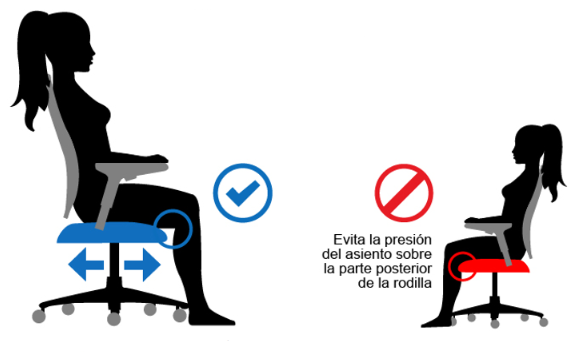 Evita la presión
del asiento sobre
la parte posterior
de la rodilla